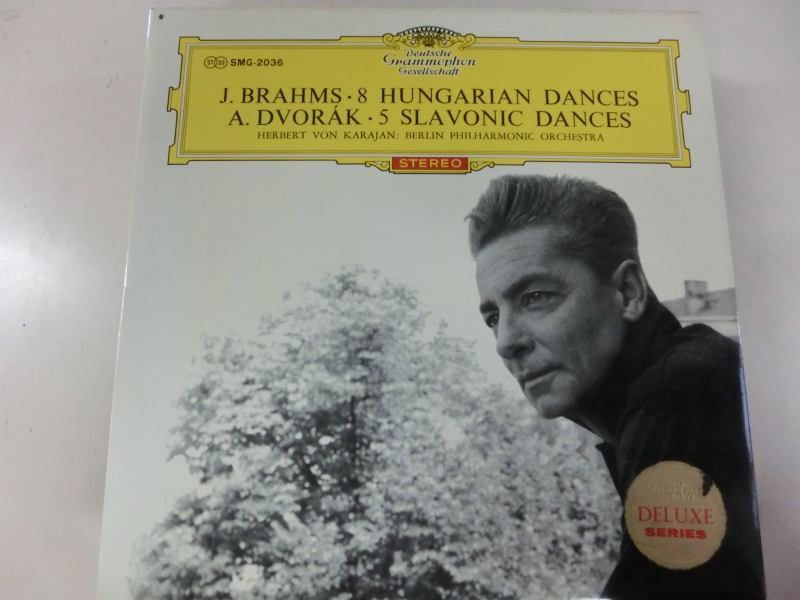 STEREO SMG-2036
Deutsche
Grammophon
Gesellschaft
J. BRAHMS · 8 HUNGARIAN DANCES
A. DVOŘÁK · 5 SLAVONIC DANCES
HERBERT VON KARAJAN: BERLIN PHILHARMONIC ORCHESTRA
STEREO
DELUXE
SERIES